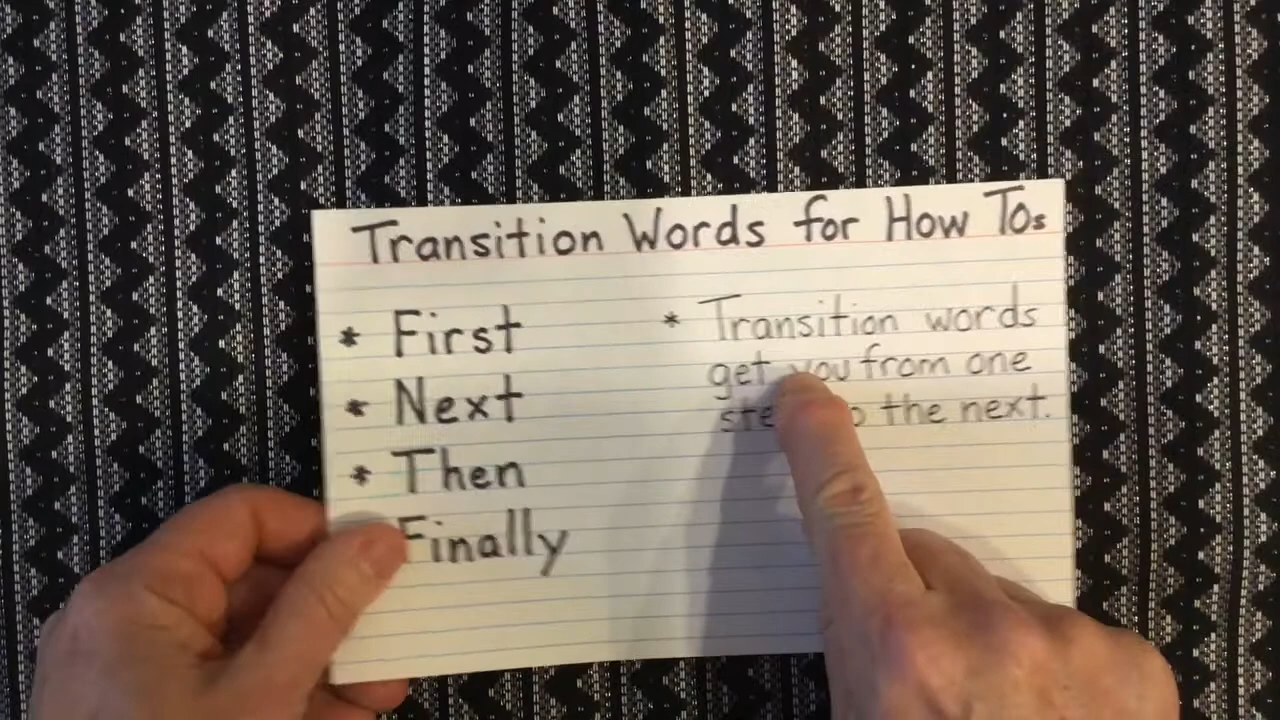 Transition Words for How Tos
* First
* Next
* Then
Finally
* Transition words
get you from one
the next.